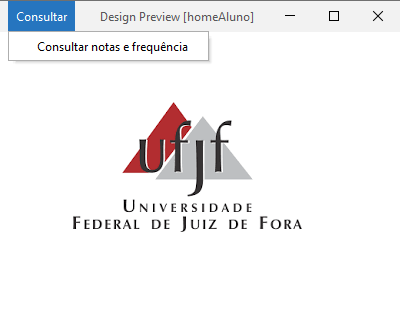 Consultar
Design Preview [homeAluno]
Consultar notas e frequência
ufjf
UNIVERSIDADE
FEDERAL DE JUIZ DE FORA